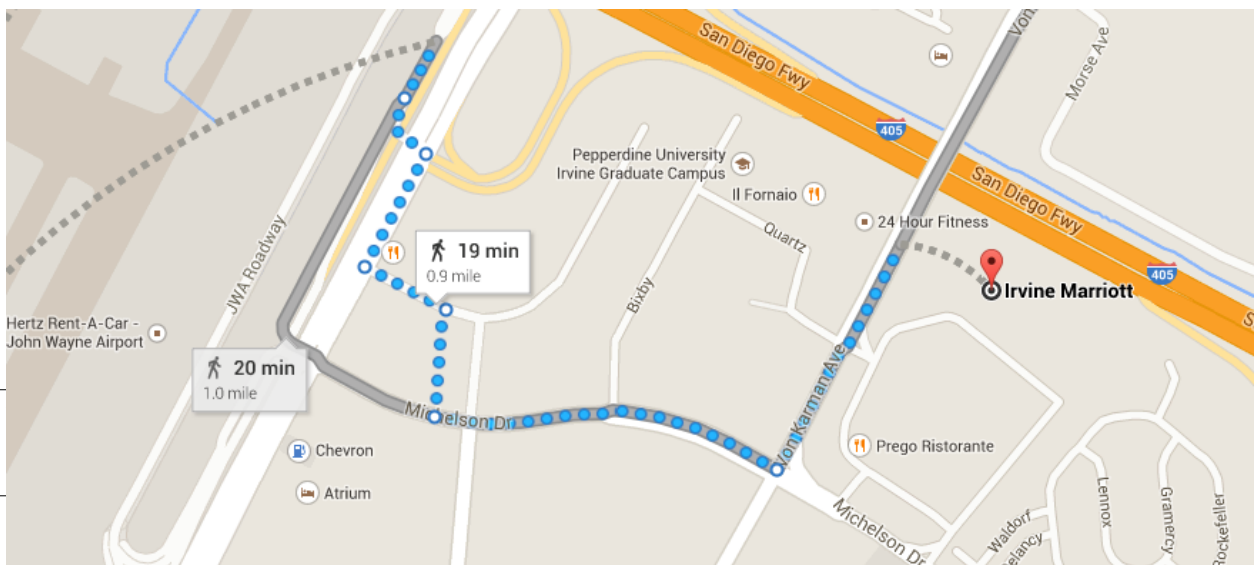 San Diego Fwy
Von
Morse Ave
405
Pepperdine University
Irvine Graduate Campus
Il Fornaio
San Diego Fwy
24 Hour Fitness
Quartz
JWA Roadway
19 min
0.9 mile
405
Irvine Marriott
Bixby
Hertz Rent-A-Car -
John Wayne Airport
20 min
1.0 mile
Von Karman Ave
Michelson Dr
Chevron
Prego Ristorante
Atrium
Michelson Dr
Waldorf
Delancy
Lennox
Gramercy
Rockefeller
S